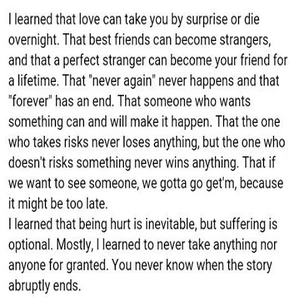 I learned that love can take you by surprise or die
overnight. That best friends can become strangers,
and that a perfect stranger can become your friend for
a lifetime. That "never again" never happens and that
"forever" has an end. That someone who wants
something can and will make it happen. That the one
who takes risks never loses anything, but the one who
doesn't risks something never wins anything. That if
we want to see someone, we gotta go get'm, because
it might be too late.
I learned that being hurt is inevitable, but suffering is
optional. Mostly, I learned to never take anything nor
anyone for granted. You never know when the story
abruptly ends.